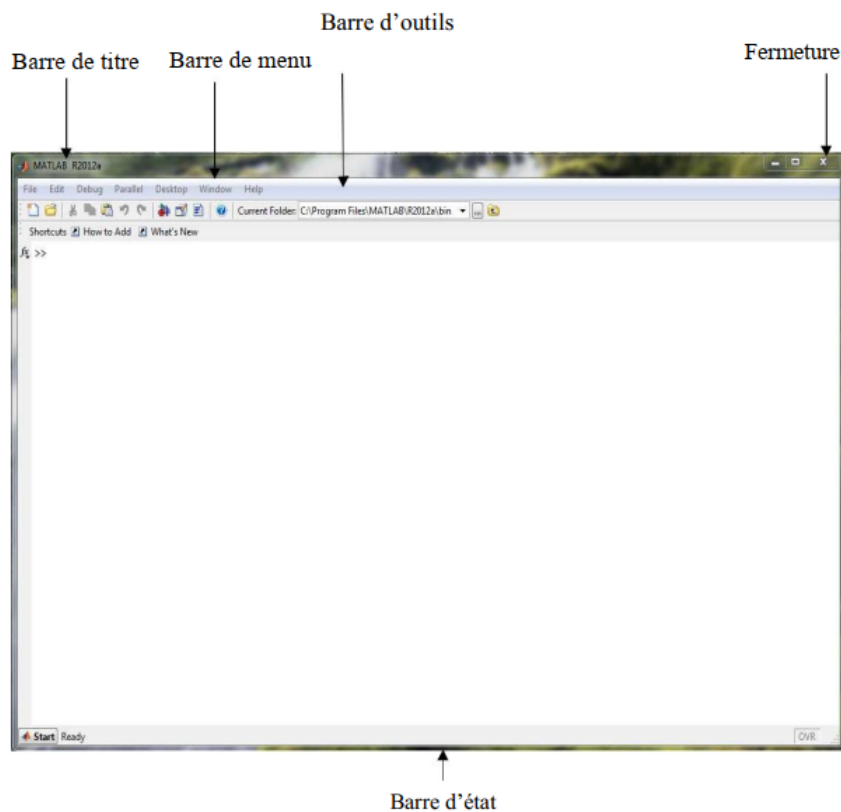 Barre d'outils
Barre de titre Barre de menu Fermeture
MATLAB R2012a
File Edit Debug Parallel Desktop Window Help
Current Folder: C:\Program Files\MATLAB\R2012a\bin
Shortcuts How to Add What's New
fx >>
Start Ready OVR
Barre d'état